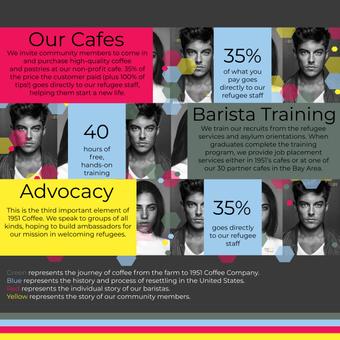 Our Cafes
We invite community members to come in
and purchase high-quality coffee
and pastries at our non-profit cafe. 35% of
the price the customer paid (plus 100% of
tips!) goes directly to our refugee staff,
helping them start a new life.
35%
of what you
pay goes
directly to our
refugee staff
40
hours of
free,
hands-on
training
Barista Training
We train our recruits from the refugee
services and asylum orientations. When
graduates complete the training
program, we provide job placement
services either in 1951's cafes or at one of
our 30 partner cafes in the Bay Area.
Advocacy
This is the third important element of
1951 Coffee. We speak to groups of all
kinds, hoping to build ambassadors for
our mission in welcoming refugees.
35%
goes directly
to our refugee
staff
Green represents the journey of coffee from the farm to 1951 Coffee Company.
Blue represents the history and process of resettling in the United States.
Red represents the individual story of our baristas.
Yellow represents the story of our community members.